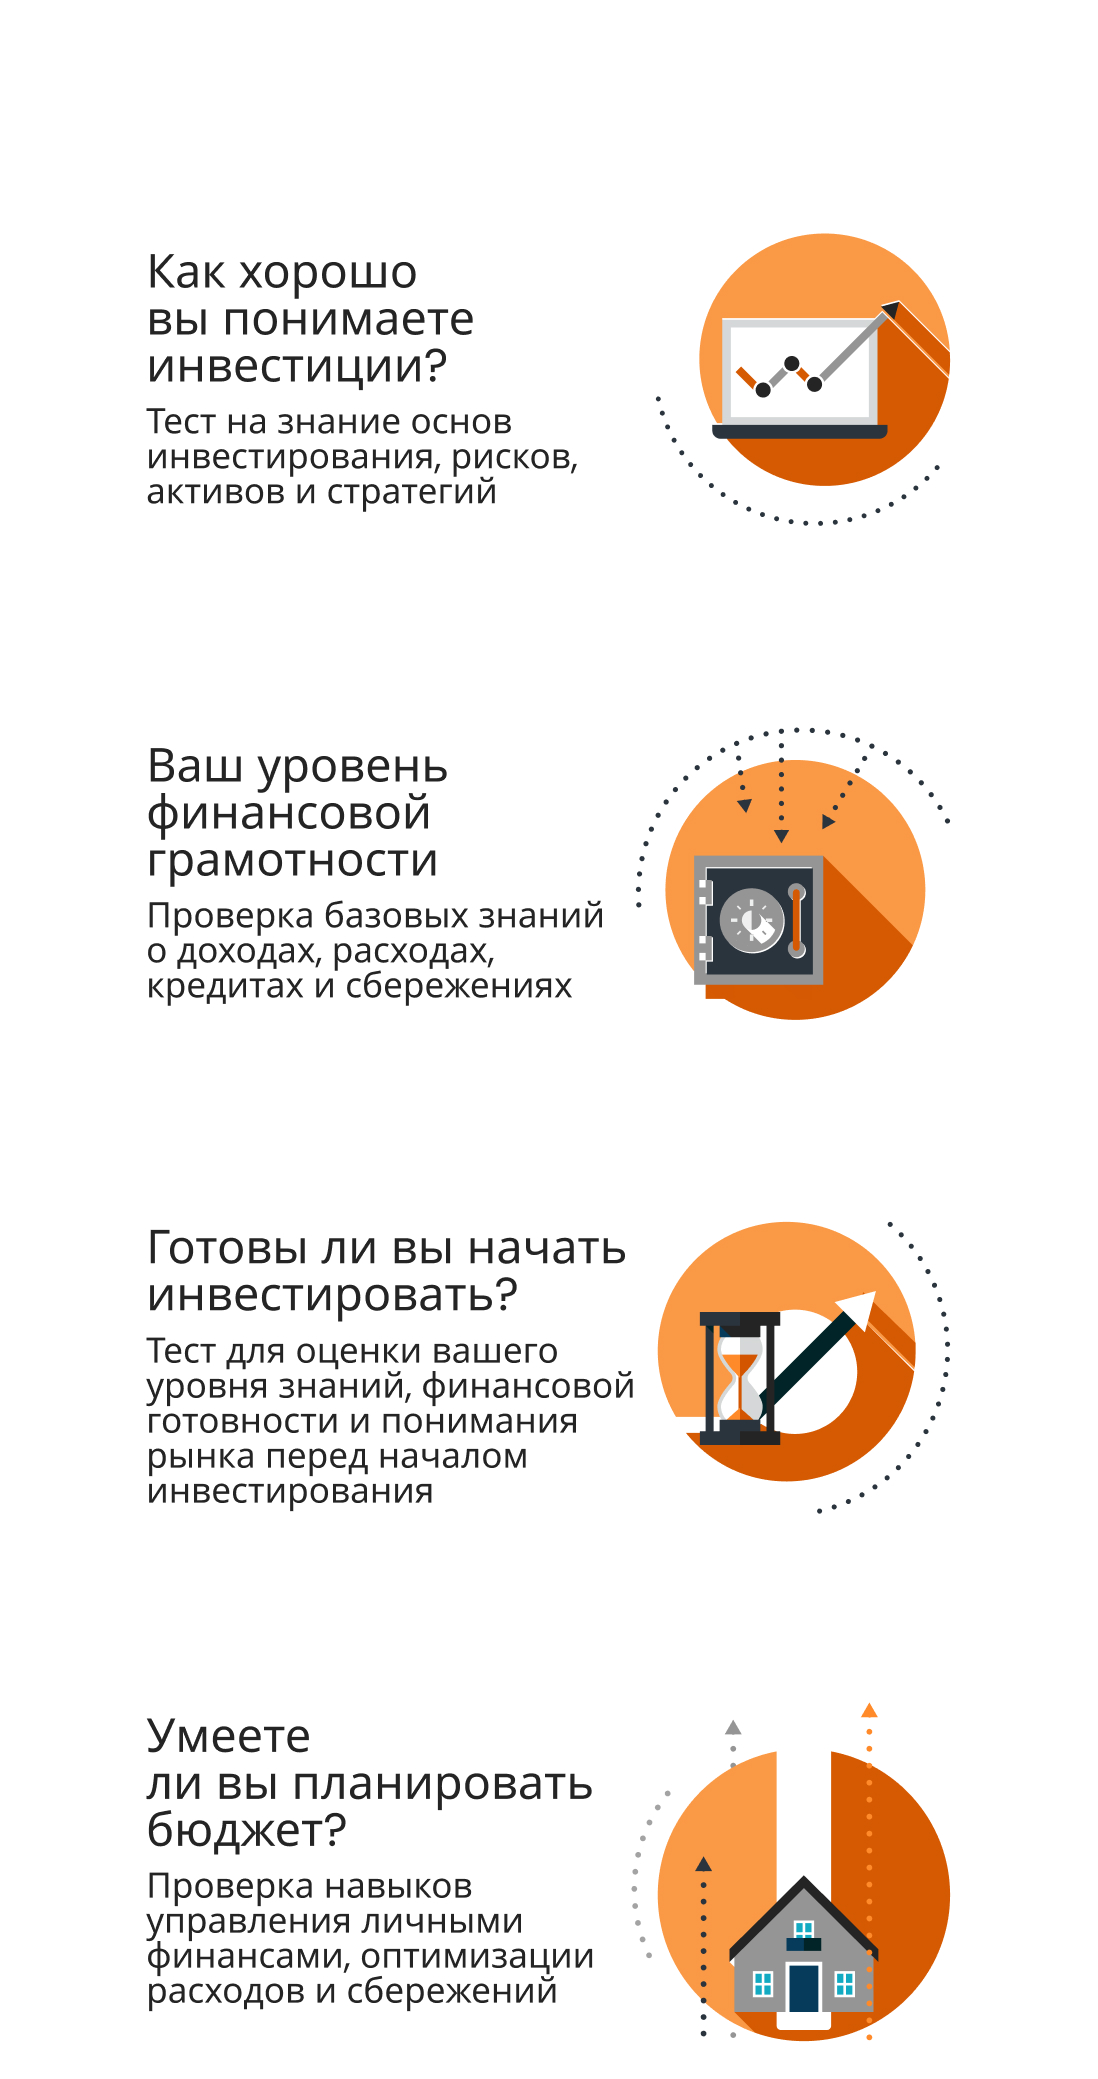 Как хорошо
вы понимаете
инвестиции?
Тест на знание основ
инвестирования, рисков,
активов и стратегий
Ваш уровень
финансовой
грамотности
Проверка базовых знаний
о доходах, расходах,
кредитах и сбережениях
Готовы ли вы начать
инвестировать?
Тест для оценки вашего
уровня знаний, финансовой
готовности и понимания
рынка перед началом
инвестирования
Умеете
ли вы планировать
бюджет?
Проверка навыков
управления личными
финансами, оптимизации
расходов и сбережений